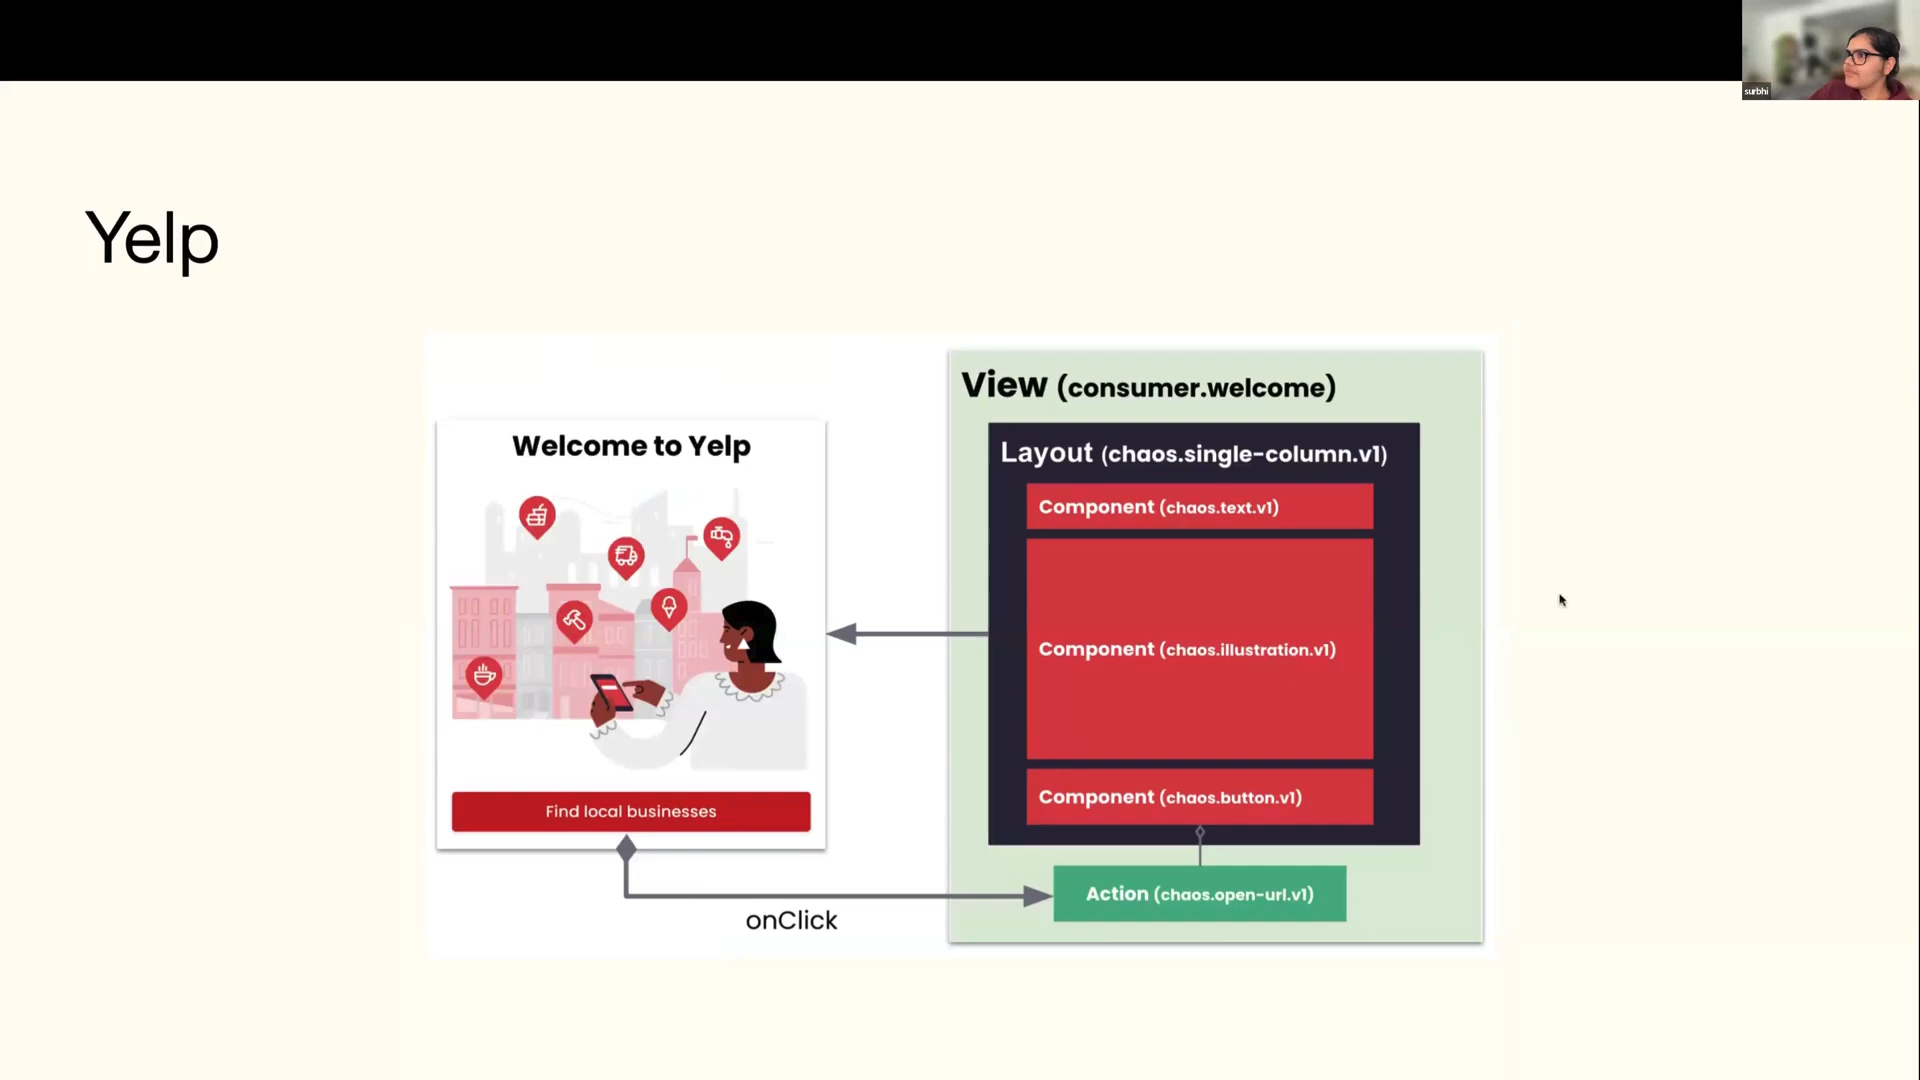 surbhi
Yelp
Welcome to Yelp
Find local businesses
onClick
View (consumer.welcome)
Layout (chaos.single-column.v1)
Component (chaos.text.v1)
Component (chaos.illustration.v1)
Component (chaos.button.v1)
Action (chaos.open-url.v1)